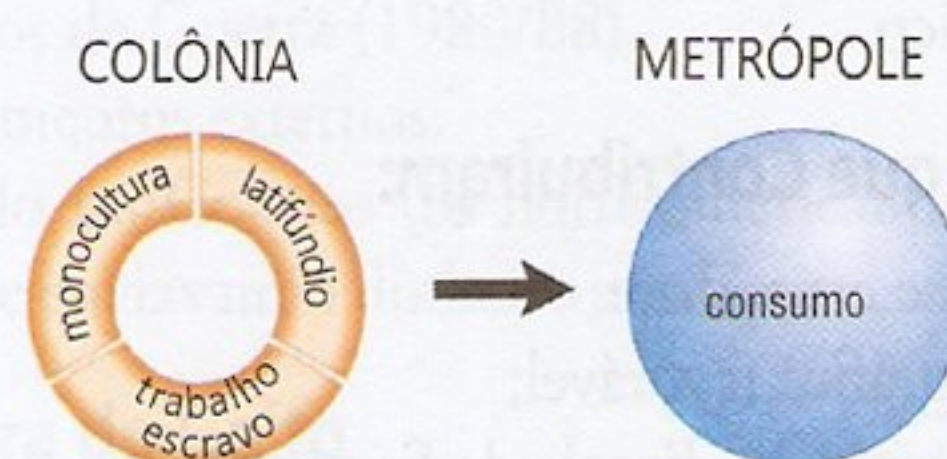 COLÔNIA
METRÓPOLE
monocultura
latifúndio
trabalho
escravo
consumo